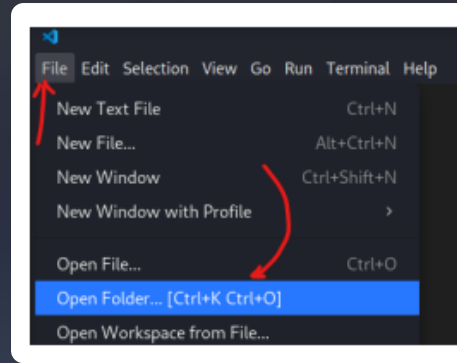 File Edit Selection View Go Run Terminal Help
New Text File Ctrl+N
New File... Alt+Ctrl+N
New Window Ctrl+Shift+N
New Window with Profile >
Open File... Ctrl+O
Open Folder... [Ctrl+K Ctrl+O]
Open Workspace from File...